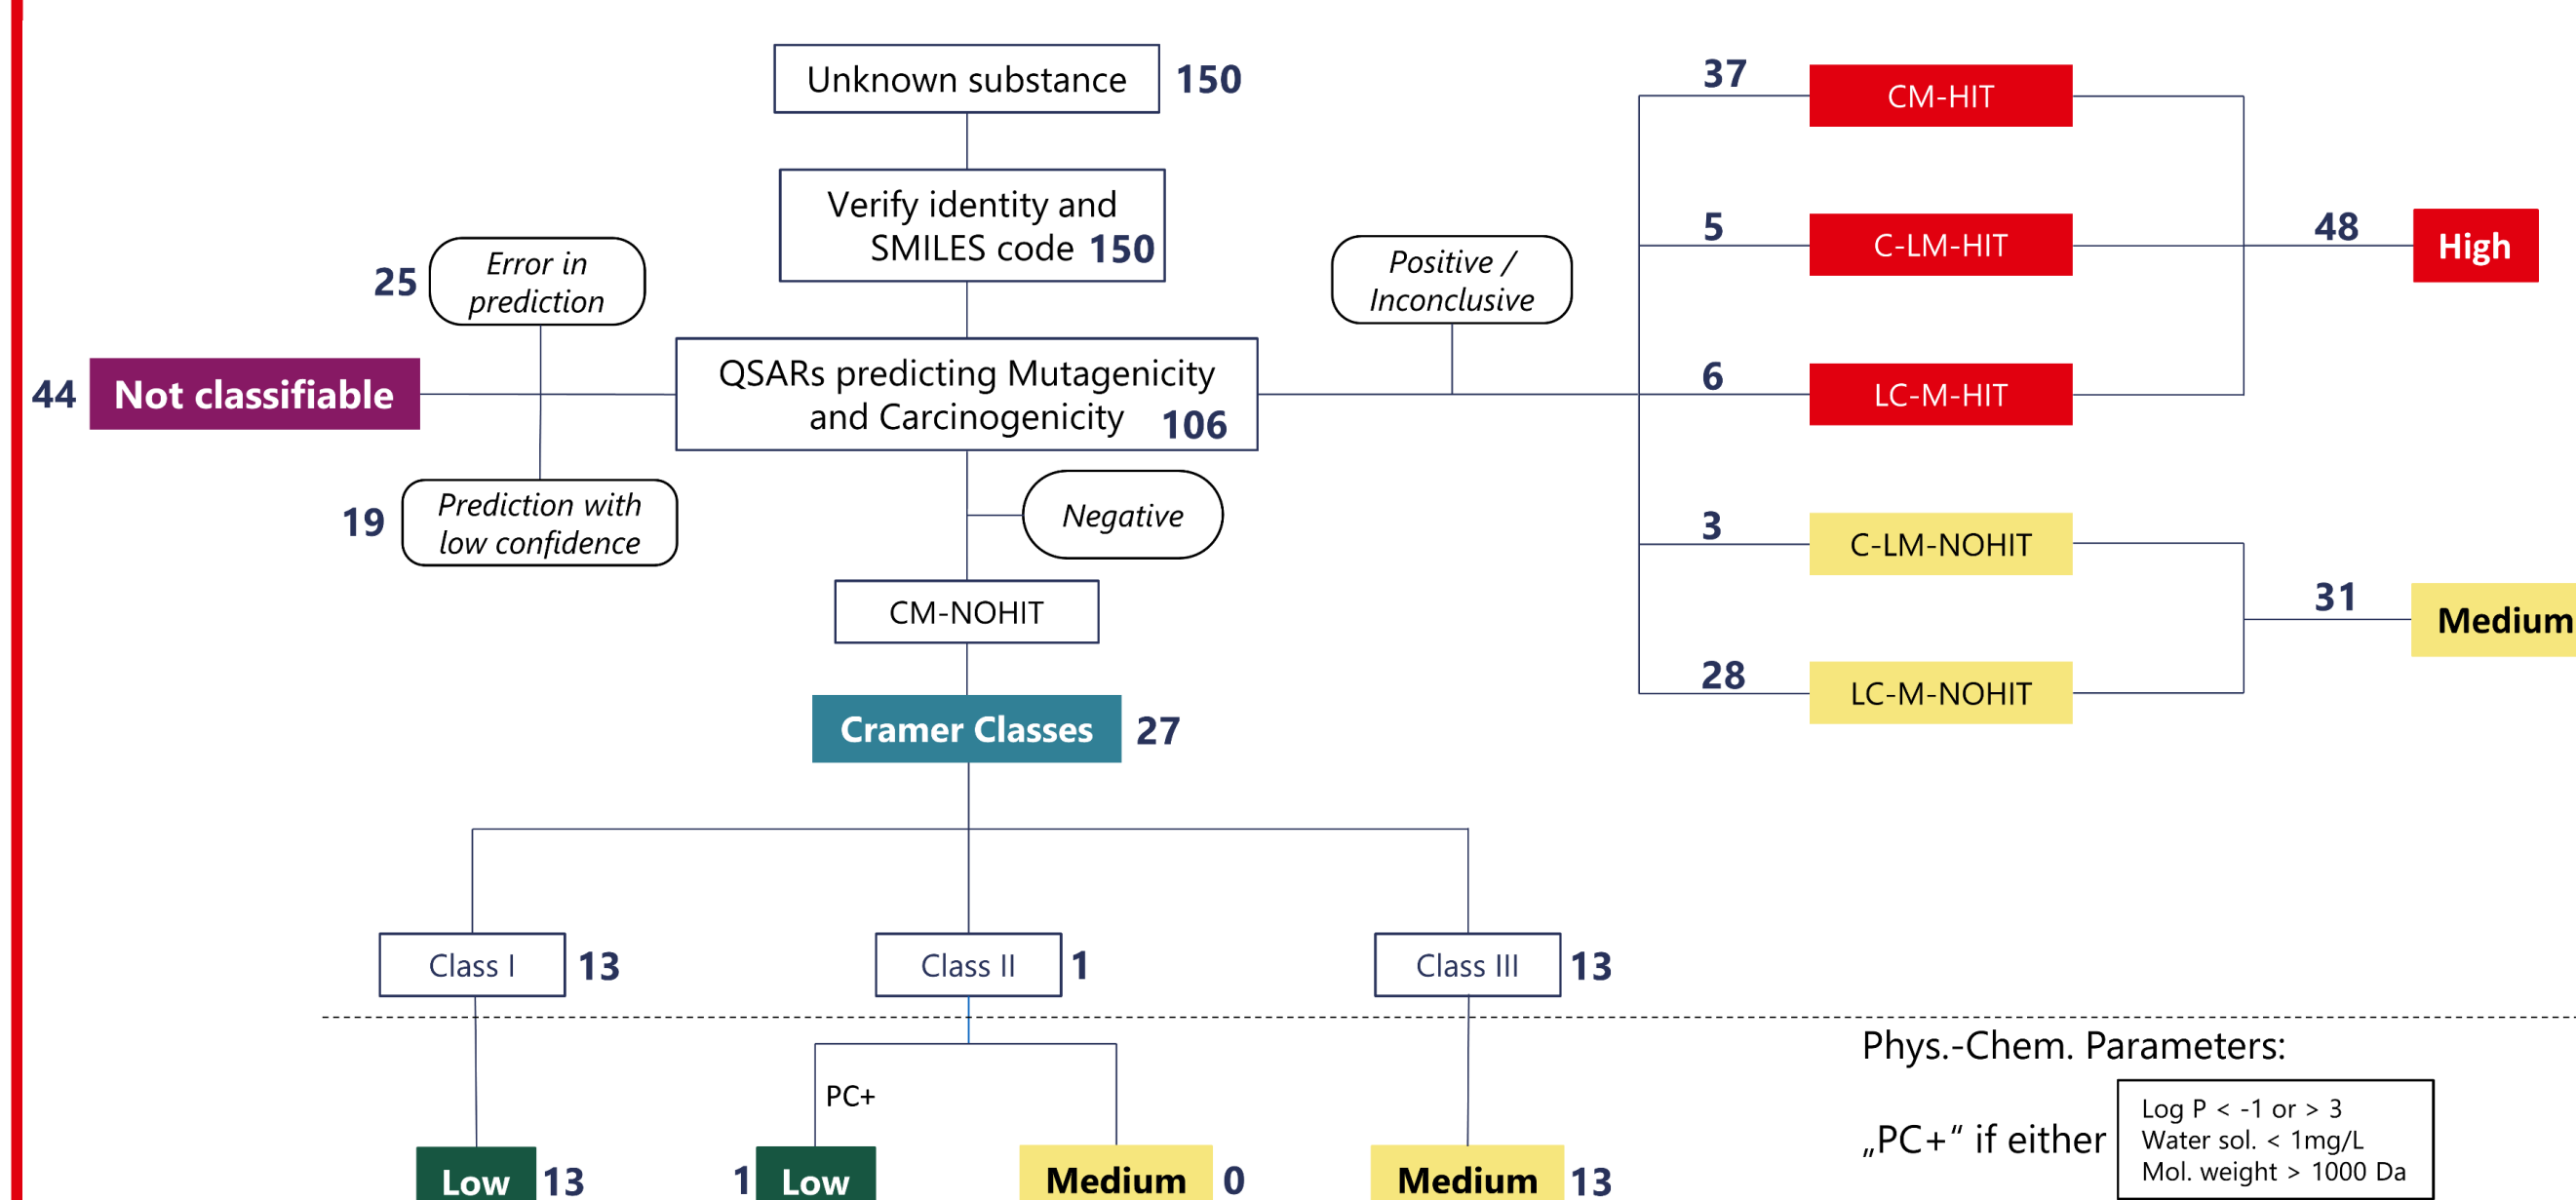 Unknown substance 150
Verify identity and
SMILES code 150
25 Error in
prediction
44 Not classifiable
19 Prediction with
low confidence
QSARs predicting Mutagenicity
and Carcinogenicity 106
Positive /
Inconclusive
37 CM-HIT
5 C-LM-HIT
6 LC-M-HIT
48 High
3 C-LM-NOHIT
28 LC-M-NOHIT
31 Medium
Negative
CM-NOHIT
Cramer Classes 27
Class I 13
Class II 1
Class III 13
PC+
Low 13
1 Low
Medium 0
Medium 13
Phys.-Chem. Parameters:
„PC+“ if either
Log P < -1 or > 3
Water sol. < 1mg/L
Mol. weight > 1000 Da